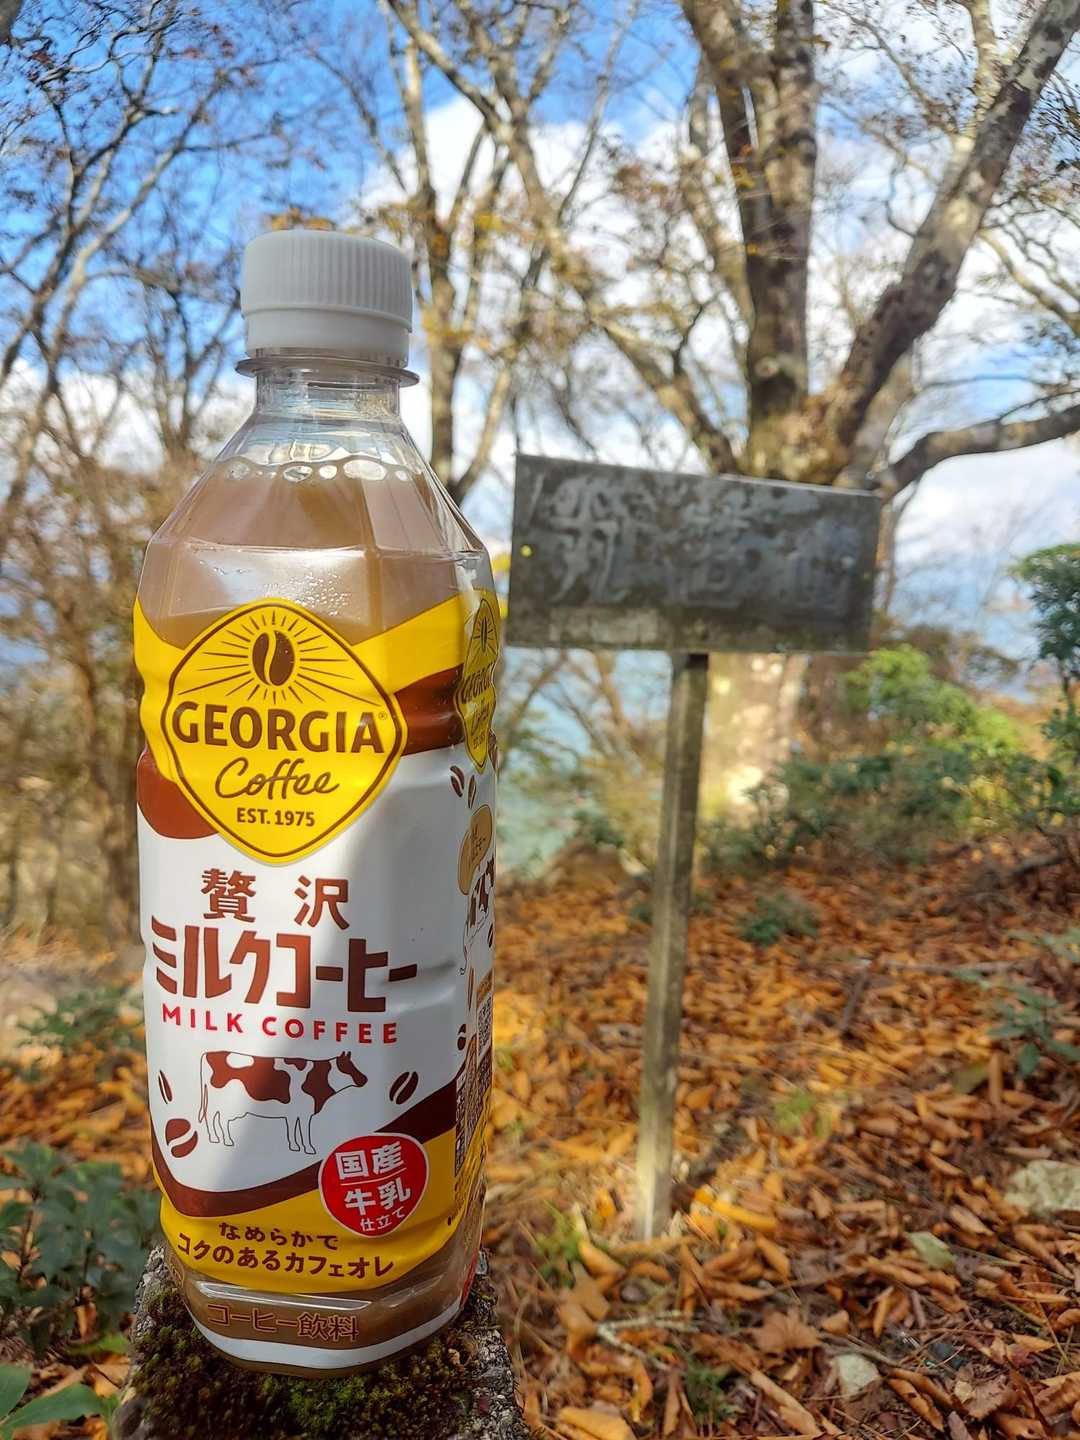 GEORGIA
Coffee
EST. 1975
贅沢
ミルクコーヒー
MILK COFFEE
国産
牛乳
仕立て
なめらかで
コクのあるカフェオレ
コーヒー飲料
GEORGIA
Coffee